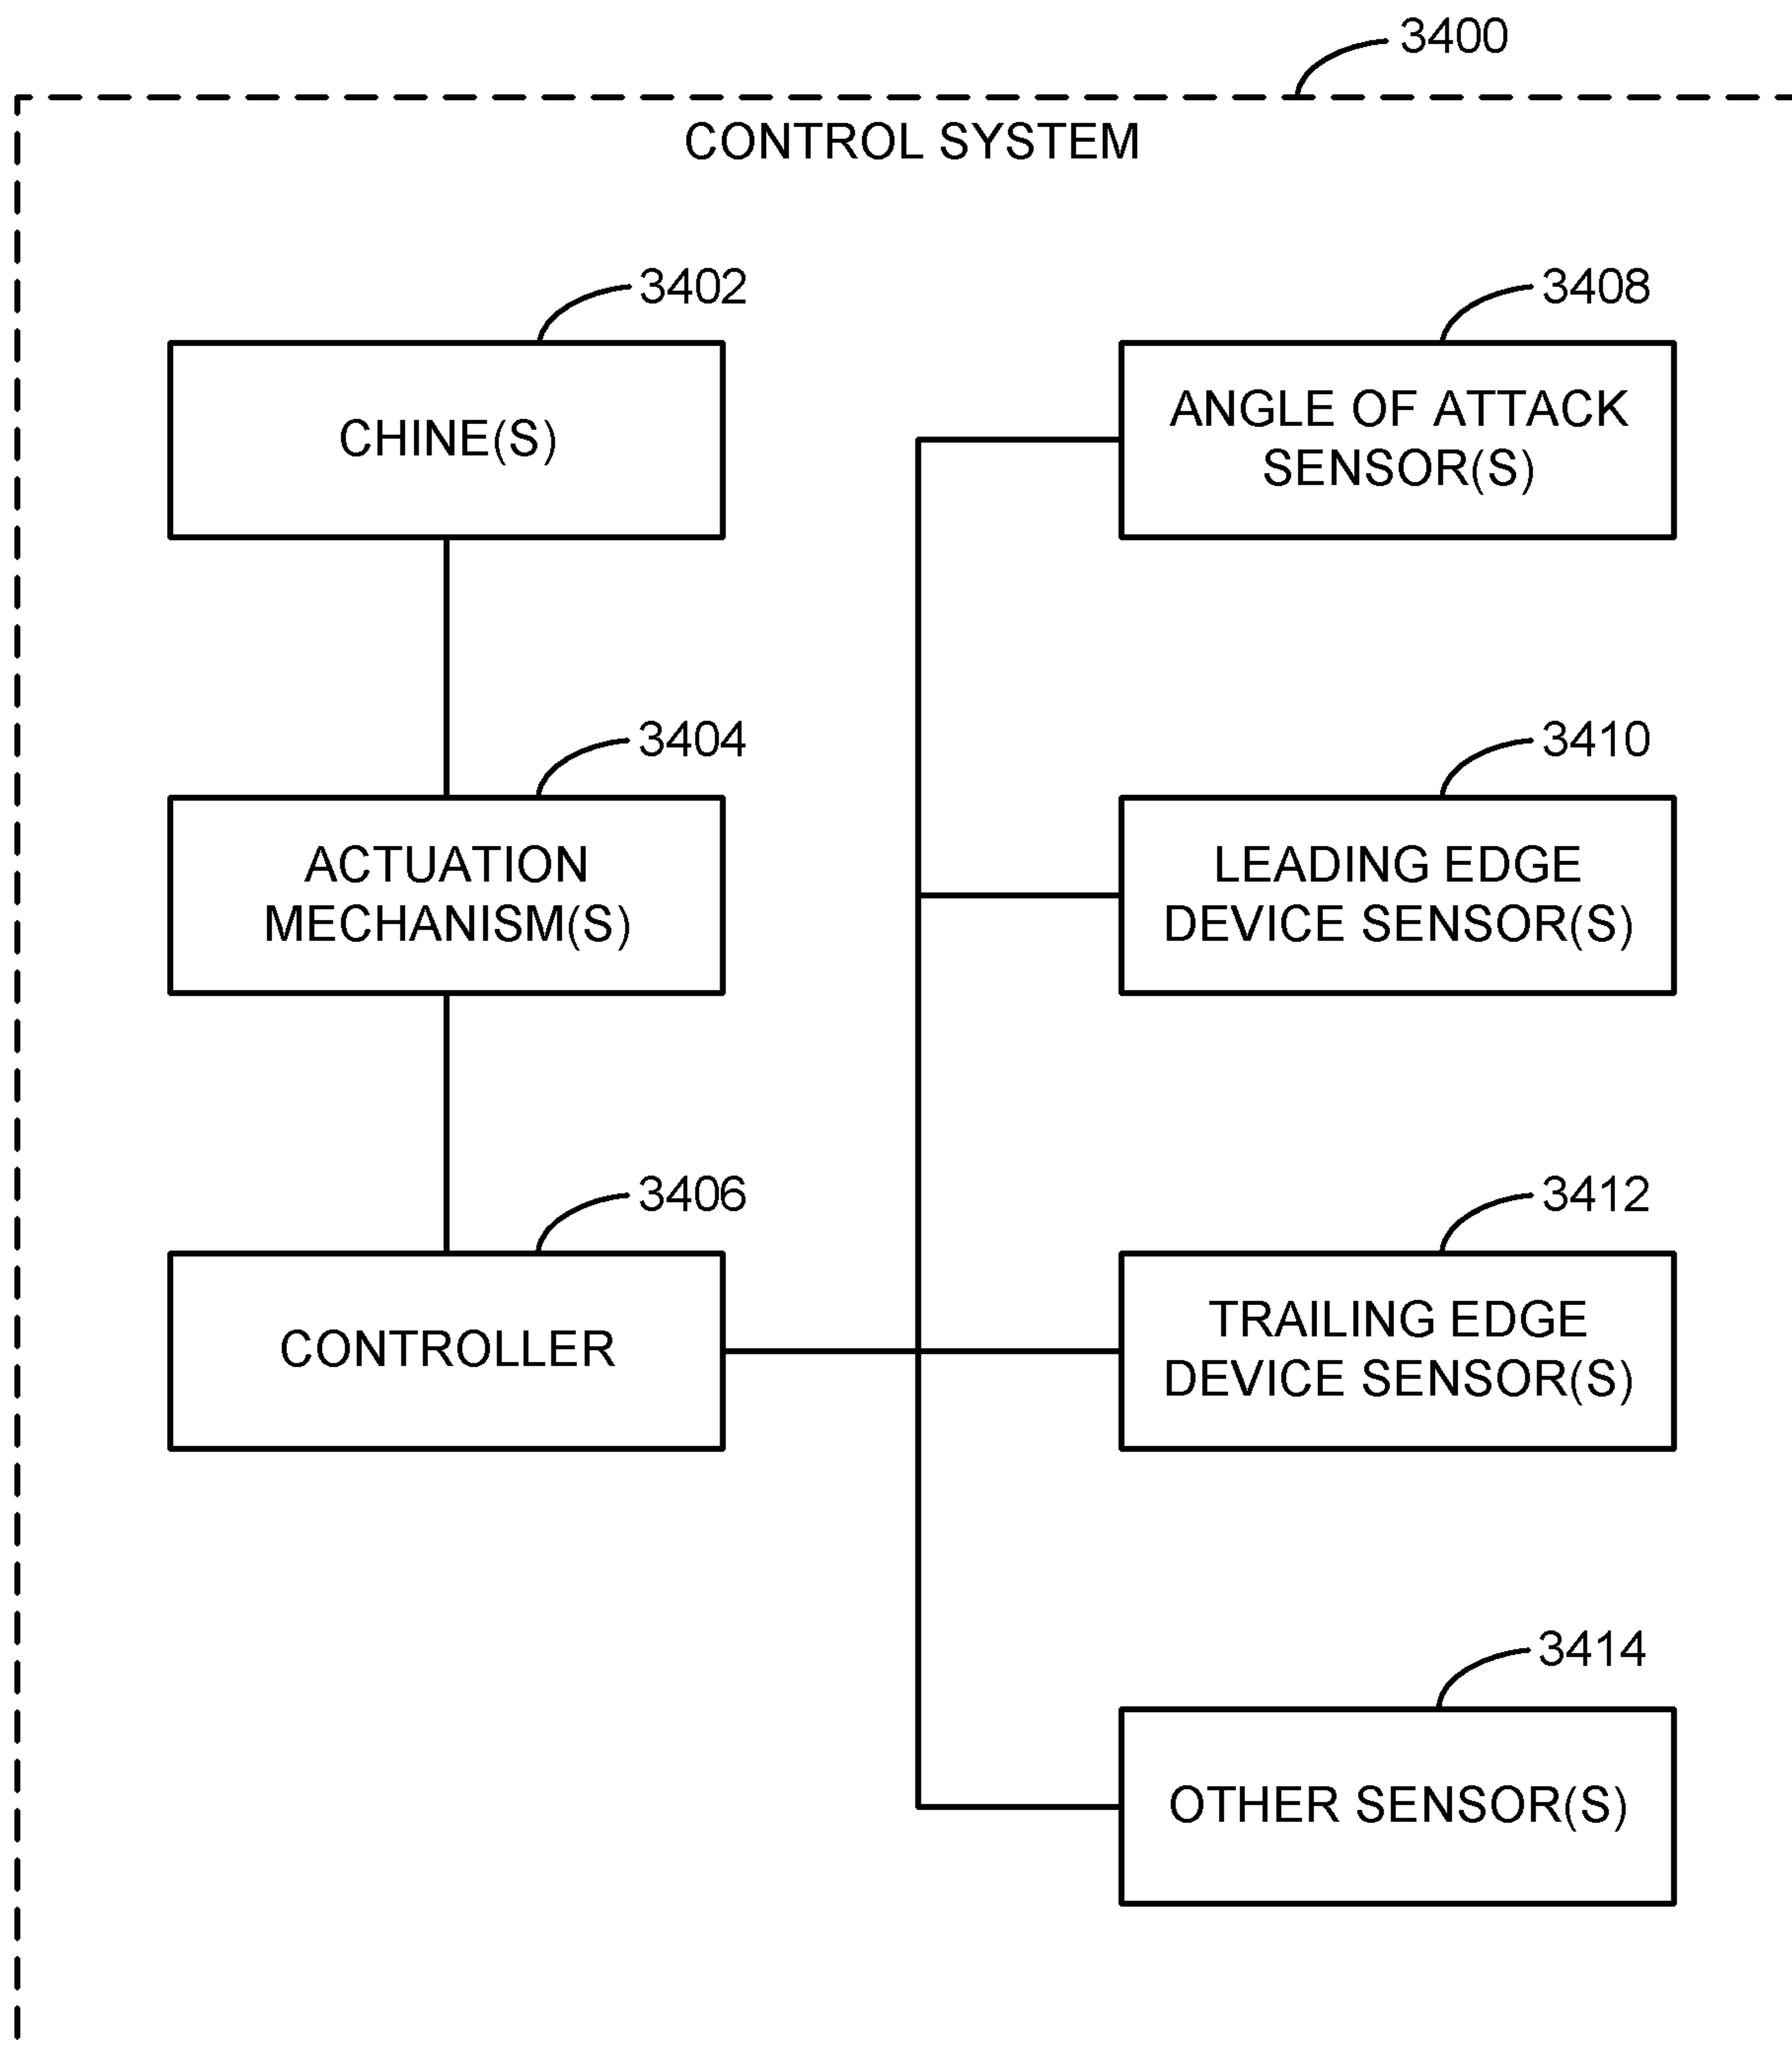 3400
CONTROL SYSTEM
3402
CHINE(S)
3404
ACTUATION
MECHANISM(S)
3406
CONTROLLER
3408
ANGLE OF ATTACK
SENSOR(S)
3410
LEADING EDGE
DEVICE SENSOR(S)
3412
TRAILING EDGE
DEVICE SENSOR(S)
3414
OTHER SENSOR(S)